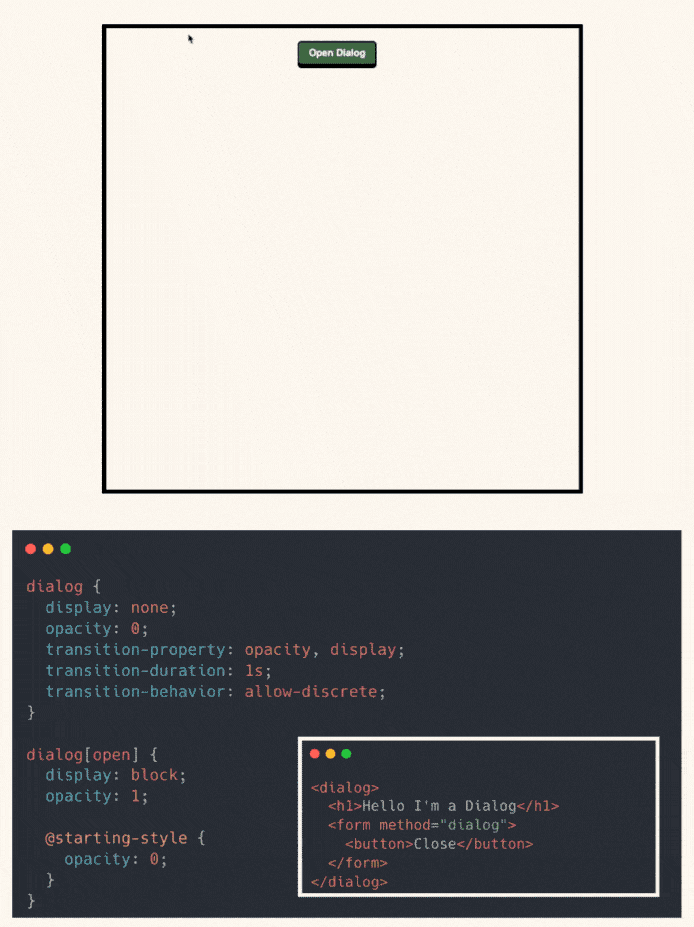 Open Dialog
dialog {
  display: none;
  opacity: 0;
  transition-property: opacity, display;
  transition-duration: 1s;
  transition-behavior: allow-discrete;
}
dialog[open] {
  display: block;
  opacity: 1;
  @starting-style {
    opacity: 0;
  }
}
<dialog>
  <h1>Hello I'm a Dialog</h1>
  <form method="dialog">
    <button>Close</button>
  </form>
</dialog>